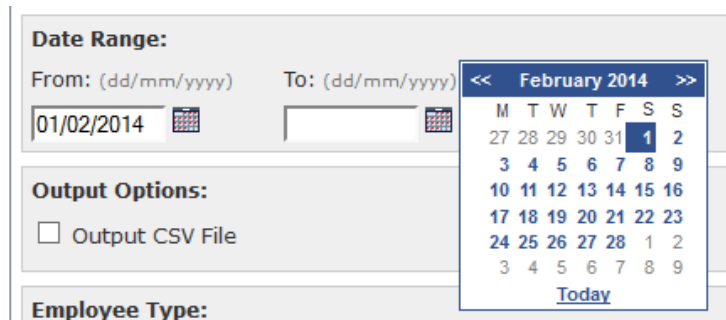 Date Range:
From: (dd/mm/yyyy) To: (dd/mm/yyyy)
01/02/2014
<< February 2014 >>
M T W T F S S
27 28 29 30 31 1 2
3 4 5 6 7 8 9
10 11 12 13 14 15 16
17 18 19 20 21 22 23
24 25 26 27 28 1 2
3 4 5 6 7 8 9
Today
Output Options:
Output CSV File
Employee Type: